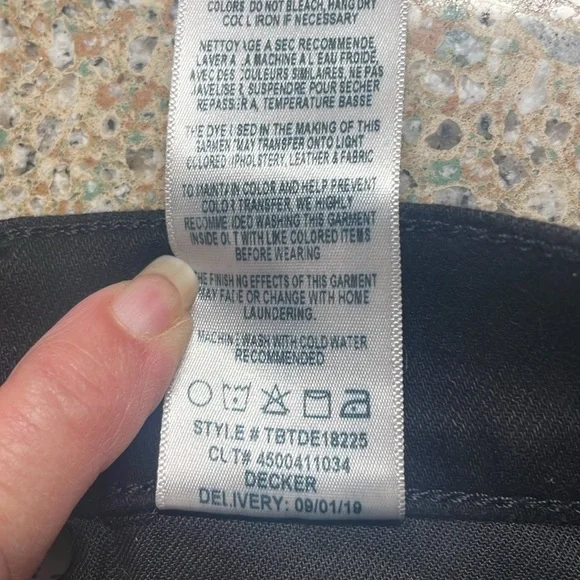 COLORS DO NOT BLEACH, HANG DRY
COOL IRON IF NECESSARY
NETTOYAGE A SEC RECOMMENDE
LAVER A LA MACHINE A L'EAU FROIDE,
AVEC DES COULEURS SIMILAIRES, NE PAS
JAVELISER, SUSPENDRE POUR SECHER
REPASSER A, TEMPERATURE BASSE
THE DYE USED IN THE MAKING OF THIS
GARMENT MAY TRANSFER ONTO LIGHT
COLORED UPHOLSTERY, LEATHER & FABRIC
TO MAINTAIN COLOR AND HELP PREVENT
COLOR TRANSFER, WE HIGHLY
RECOMMENDED WASHING THIS GARMENT
INSIDE OUT WITH LIKE COLORED ITEMS
BEFORE WEARING
THE FINISHING EFFECTS OF THIS GARMENT
MAY FADE OR CHANGE WITH HOME
LAUNDERING.
MACHINE WASH WITH COLD WATER
RECOMMENDED
STYLE # TBTDE18225
CLT# 4500411034
DECKER
DELIVERY: 09/01/19